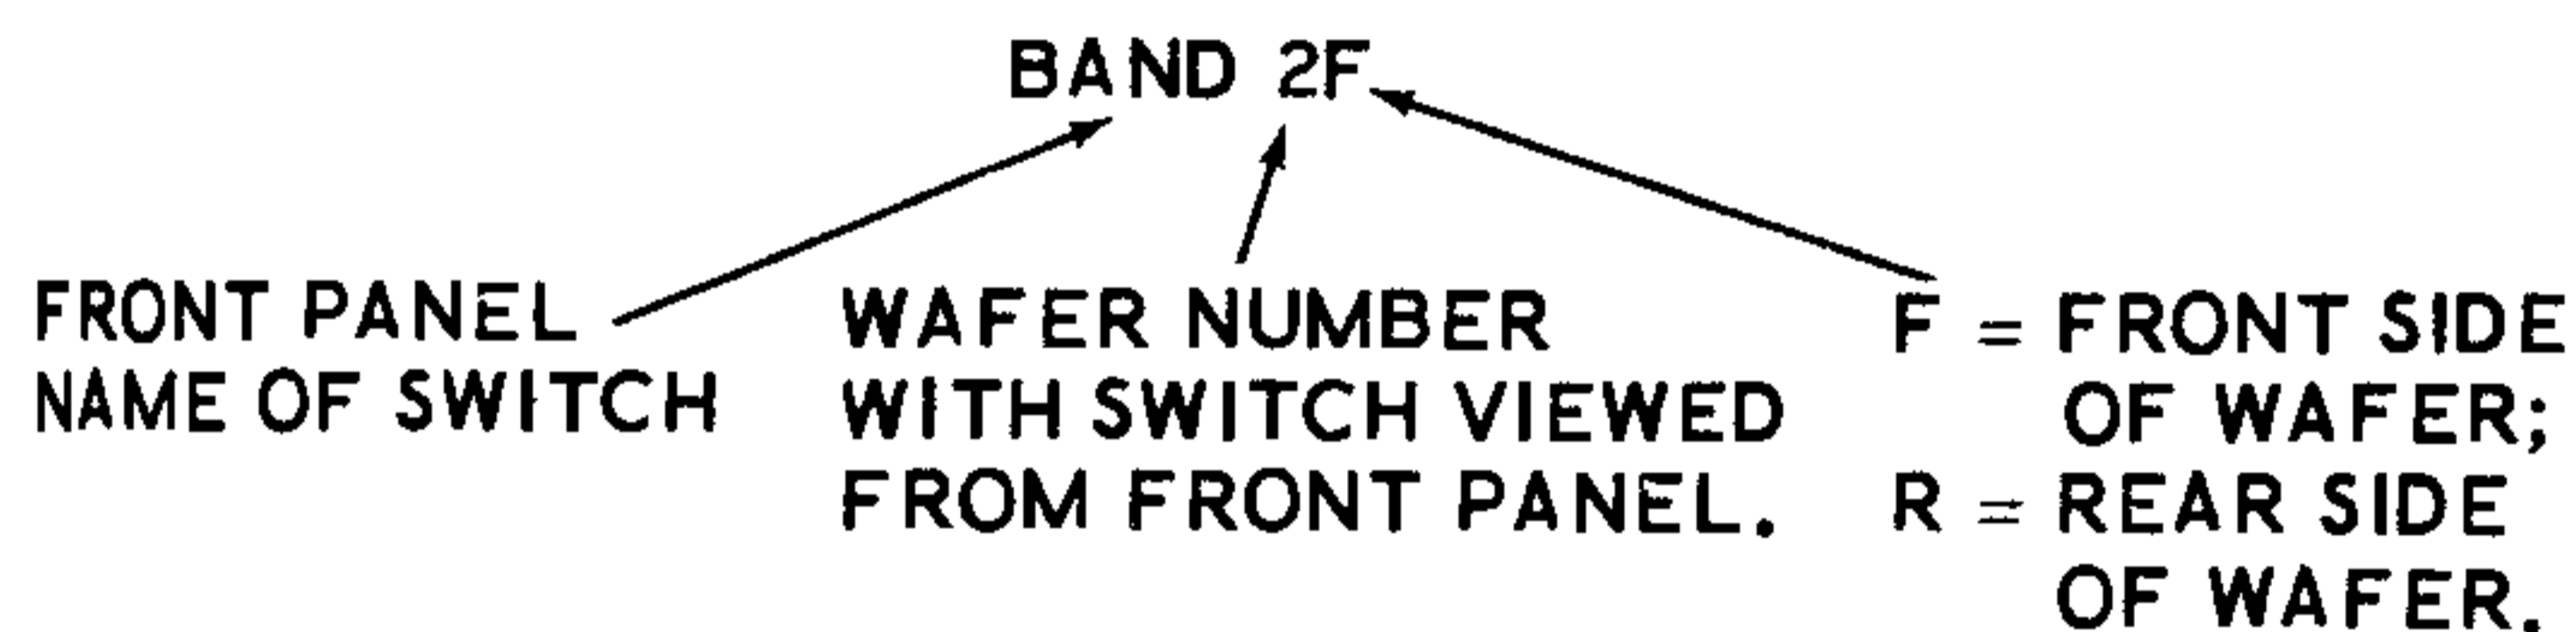 BAND 2F
FRONT PANEL
NAME OF SWITCH
WAFER NUMBER
WITH SWITCH VIEWED
FROM FRONT PANEL.
F = FRONT SIDE
OF WAFER;
R = REAR SIDE
OF WAFER.